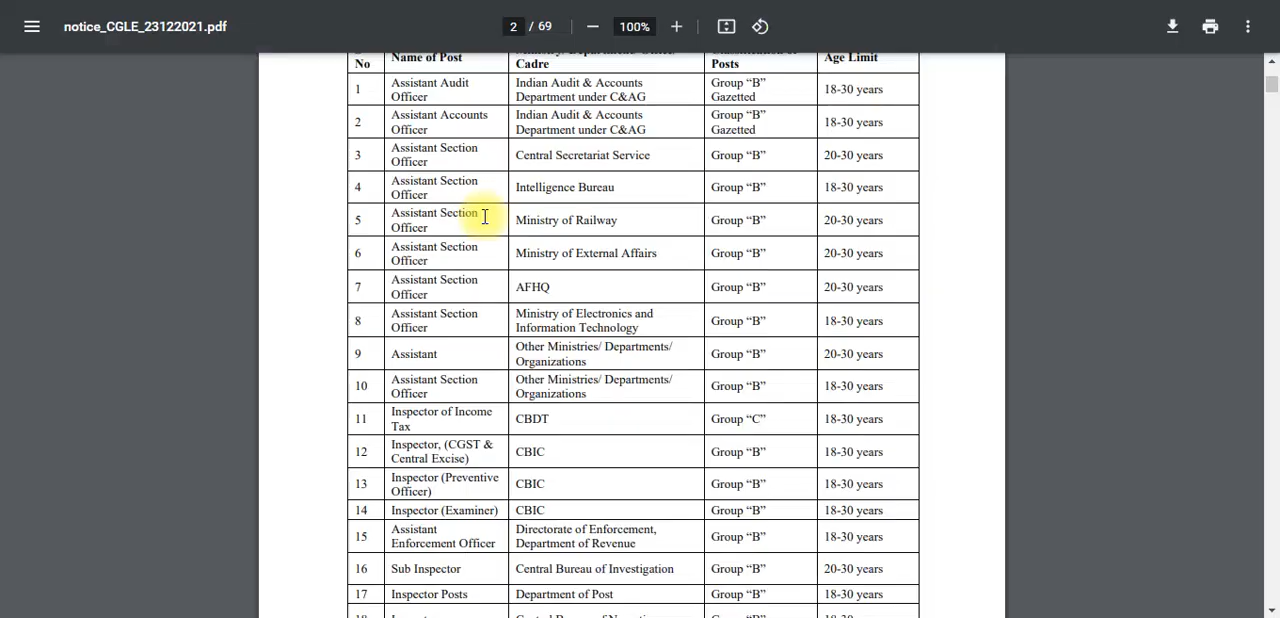 notice_CGLE_23122021.pdf
2 / 69
100%
No Name of Post Cadre Posts Age Limit
1 Assistant Audit Officer Indian Audit & Accounts Department under C&AG Group “B” Gazetted 18-30 years
2 Assistant Accounts Officer Indian Audit & Accounts Department under C&AG Group “B” Gazetted 18-30 years
3 Assistant Section Officer Central Secretariat Service Group “B” 20-30 years
4 Assistant Section Officer Intelligence Bureau Group “B” 18-30 years
5 Assistant Section Officer Ministry of Railway Group “B” 20-30 years
6 Assistant Section Officer Ministry of External Affairs Group “B” 20-30 years
7 Assistant Section Officer AFHQ Group “B” 20-30 years
8 Assistant Section Officer Ministry of Electronics and Information Technology Group “B” 18-30 years
9 Assistant Other Ministries/ Departments/ Organizations Group “B” 20-30 years
10 Assistant Section Officer Other Ministries/ Departments/ Organizations Group “B” 18-30 years
11 Inspector of Income Tax CBDT Group “C” 18-30 years
12 Inspector, (CGST & Central Excise) CBIC Group “B” 18-30 years
13 Inspector (Preventive Officer) CBIC Group “B” 18-30 years
14 Inspector (Examiner) CBIC Group “B” 18-30 years
15 Assistant Enforcement Officer Directorate of Enforcement, Department of Revenue Group “B” 18-30 years
16 Sub Inspector Central Bureau of Investigation Group “B” 20-30 years
17 Inspector Posts Department of Post Group “B” 18-30 years